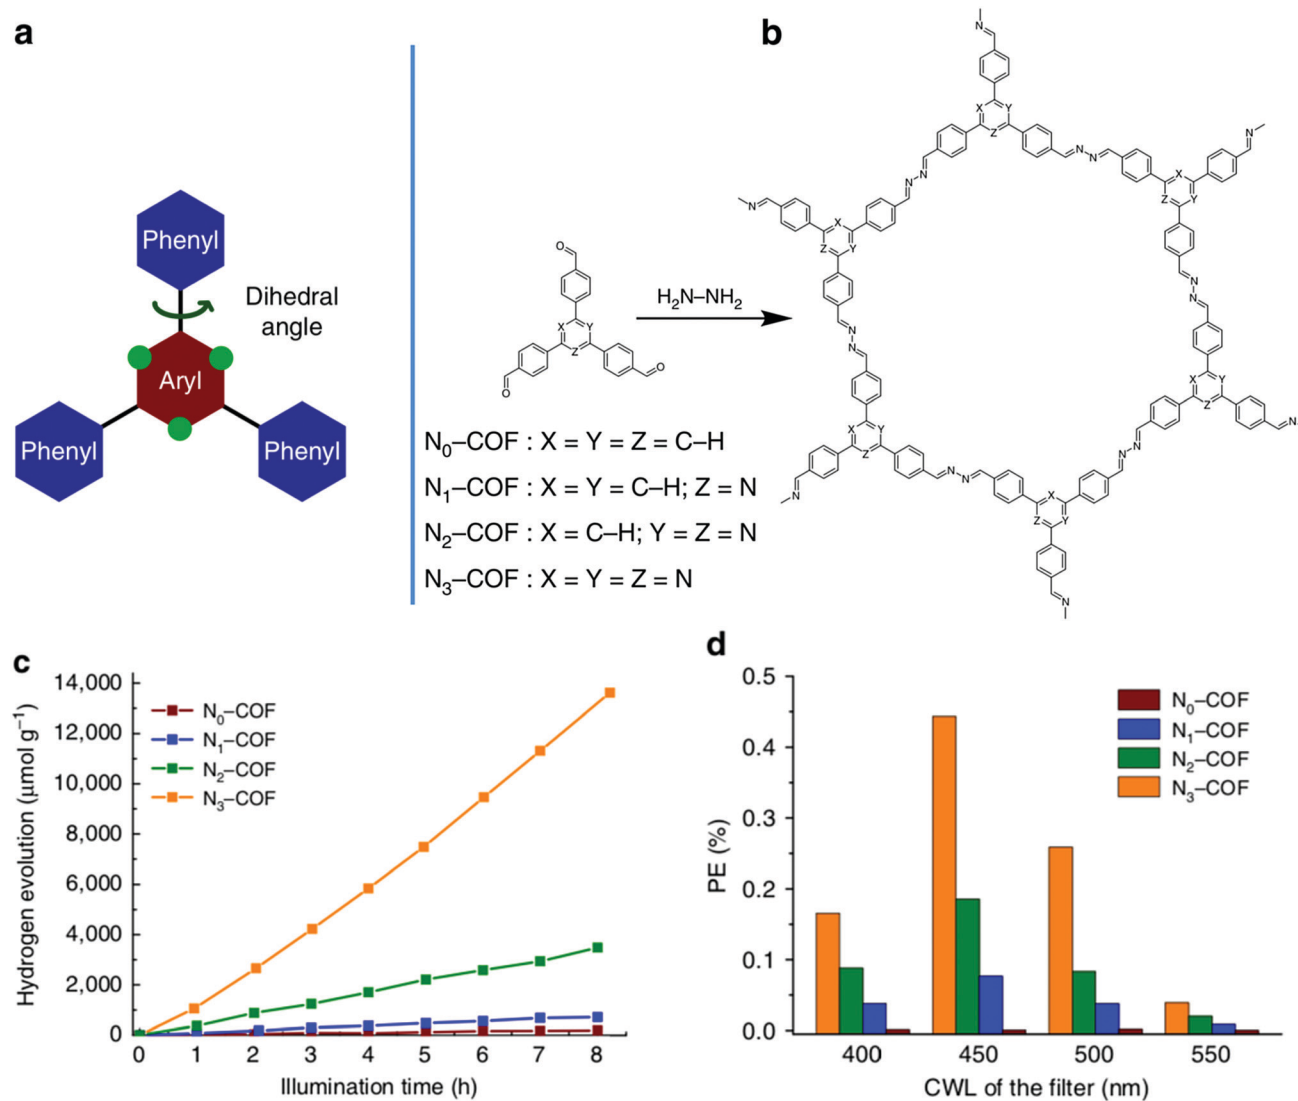 a
Phenyl
Dihedral
angle
Aryl
Phenyl
Phenyl
O
X
Y
Z
O
O
H₂N–NH₂
N₀–COF : X = Y = Z = C–H
N₁–COF : X = Y = C–H; Z = N
N₂–COF : X = C–H; Y = Z = N
N₃–COF : X = Y = Z = N
b
N
X Y
Z
N N
N
X
Z Y
N
N
N
X
Z Y
N
N
N
N
X Y
Z
N
N
N
X Y
Z
N
N
N N
X
Z Y
N
c
Hydrogen evolution (µmol g⁻¹)
14,000
12,000
10,000
8,000
6,000
4,000
2,000
0
N₀–COF
N₁–COF
N₂–COF
N₃–COF
0 1 2 3 4 5 6 7 8
Illumination time (h)
d
PE (%)
0.5
0.4
0.3
0.2
0.1
0.0
N₀–COF
N₁–COF
N₂–COF
N₃–COF
400 450 500 550
CWL of the filter (nm)